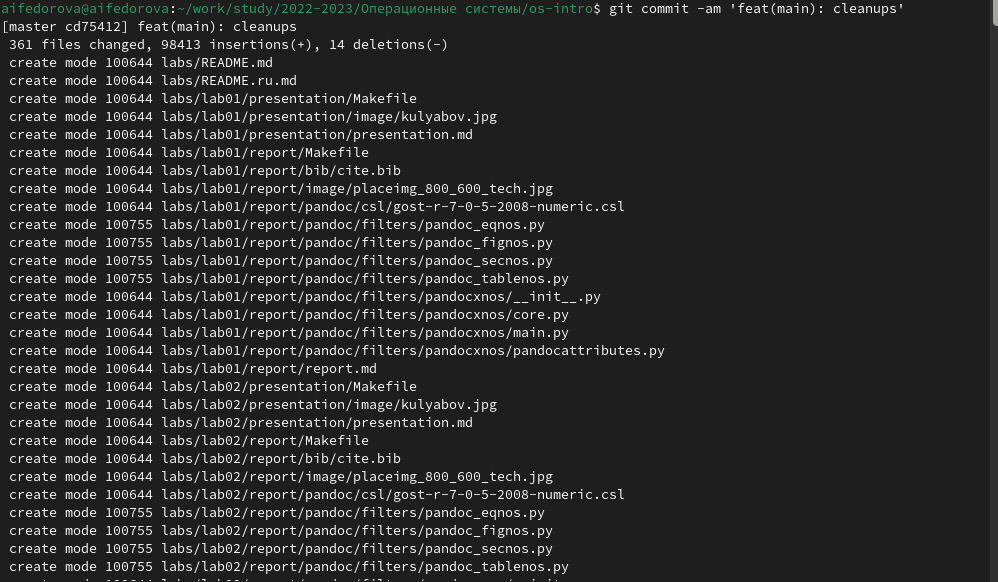 aifedorova@aifedorova:~/work/study/2022-2023/Операционные системы/os-intro$ git commit -am 'feat(main): cleanups'
[master cd75412] feat(main): cleanups
 361 files changed, 98413 insertions(+), 14 deletions(-)
 create mode 100644 labs/README.md
 create mode 100644 labs/README.ru.md
 create mode 100644 labs/lab01/presentation/Makefile
 create mode 100644 labs/lab01/presentation/image/kulyabov.jpg
 create mode 100644 labs/lab01/presentation/presentation.md
 create mode 100644 labs/lab01/report/Makefile
 create mode 100644 labs/lab01/report/bib/cite.bib
 create mode 100644 labs/lab01/report/image/placeimg_800_600_tech.jpg
 create mode 100644 labs/lab01/report/pandoc/csl/gost-r-7-0-5-2008-numeric.csl
 create mode 100755 labs/lab01/report/pandoc/filters/pandoc_eqnos.py
 create mode 100755 labs/lab01/report/pandoc/filters/pandoc_fignos.py
 create mode 100755 labs/lab01/report/pandoc/filters/pandoc_secnos.py
 create mode 100755 labs/lab01/report/pandoc/filters/pandoc_tablenos.py
 create mode 100644 labs/lab01/report/pandoc/filters/pandocxnos/__init__.py
 create mode 100644 labs/lab01/report/pandoc/filters/pandocxnos/core.py
 create mode 100644 labs/lab01/report/pandoc/filters/pandocxnos/main.py
 create mode 100644 labs/lab01/report/pandoc/filters/pandocxnos/pandocattributes.py
 create mode 100644 labs/lab01/report/report.md
 create mode 100644 labs/lab02/presentation/Makefile
 create mode 100644 labs/lab02/presentation/image/kulyabov.jpg
 create mode 100644 labs/lab02/presentation/presentation.md
 create mode 100644 labs/lab02/report/Makefile
 create mode 100644 labs/lab02/report/bib/cite.bib
 create mode 100644 labs/lab02/report/image/placeimg_800_600_tech.jpg
 create mode 100644 labs/lab02/report/pandoc/csl/gost-r-7-0-5-2008-numeric.csl
 create mode 100755 labs/lab02/report/pandoc/filters/pandoc_eqnos.py
 create mode 100755 labs/lab02/report/pandoc/filters/pandoc_fignos.py
 create mode 100755 labs/lab02/report/pandoc/filters/pandoc_secnos.py
 create mode 100755 labs/lab02/report/pandoc/filters/pandoc_tablenos.py